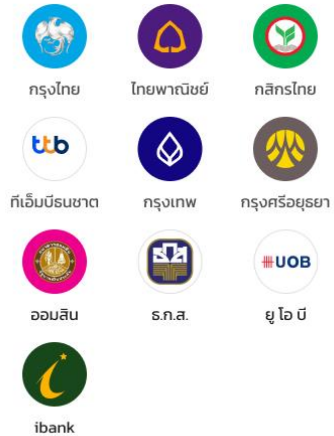 กรุงไทย
ไทยพาณิชย์
กสิกรไทย
ttb
ทีเอ็มบีธนชาต
กรุงเทพ
กรุงศรีอยุธยา
UOB
ออมสิน
ธ.ก.ส.
ยู โอ บี
ibank